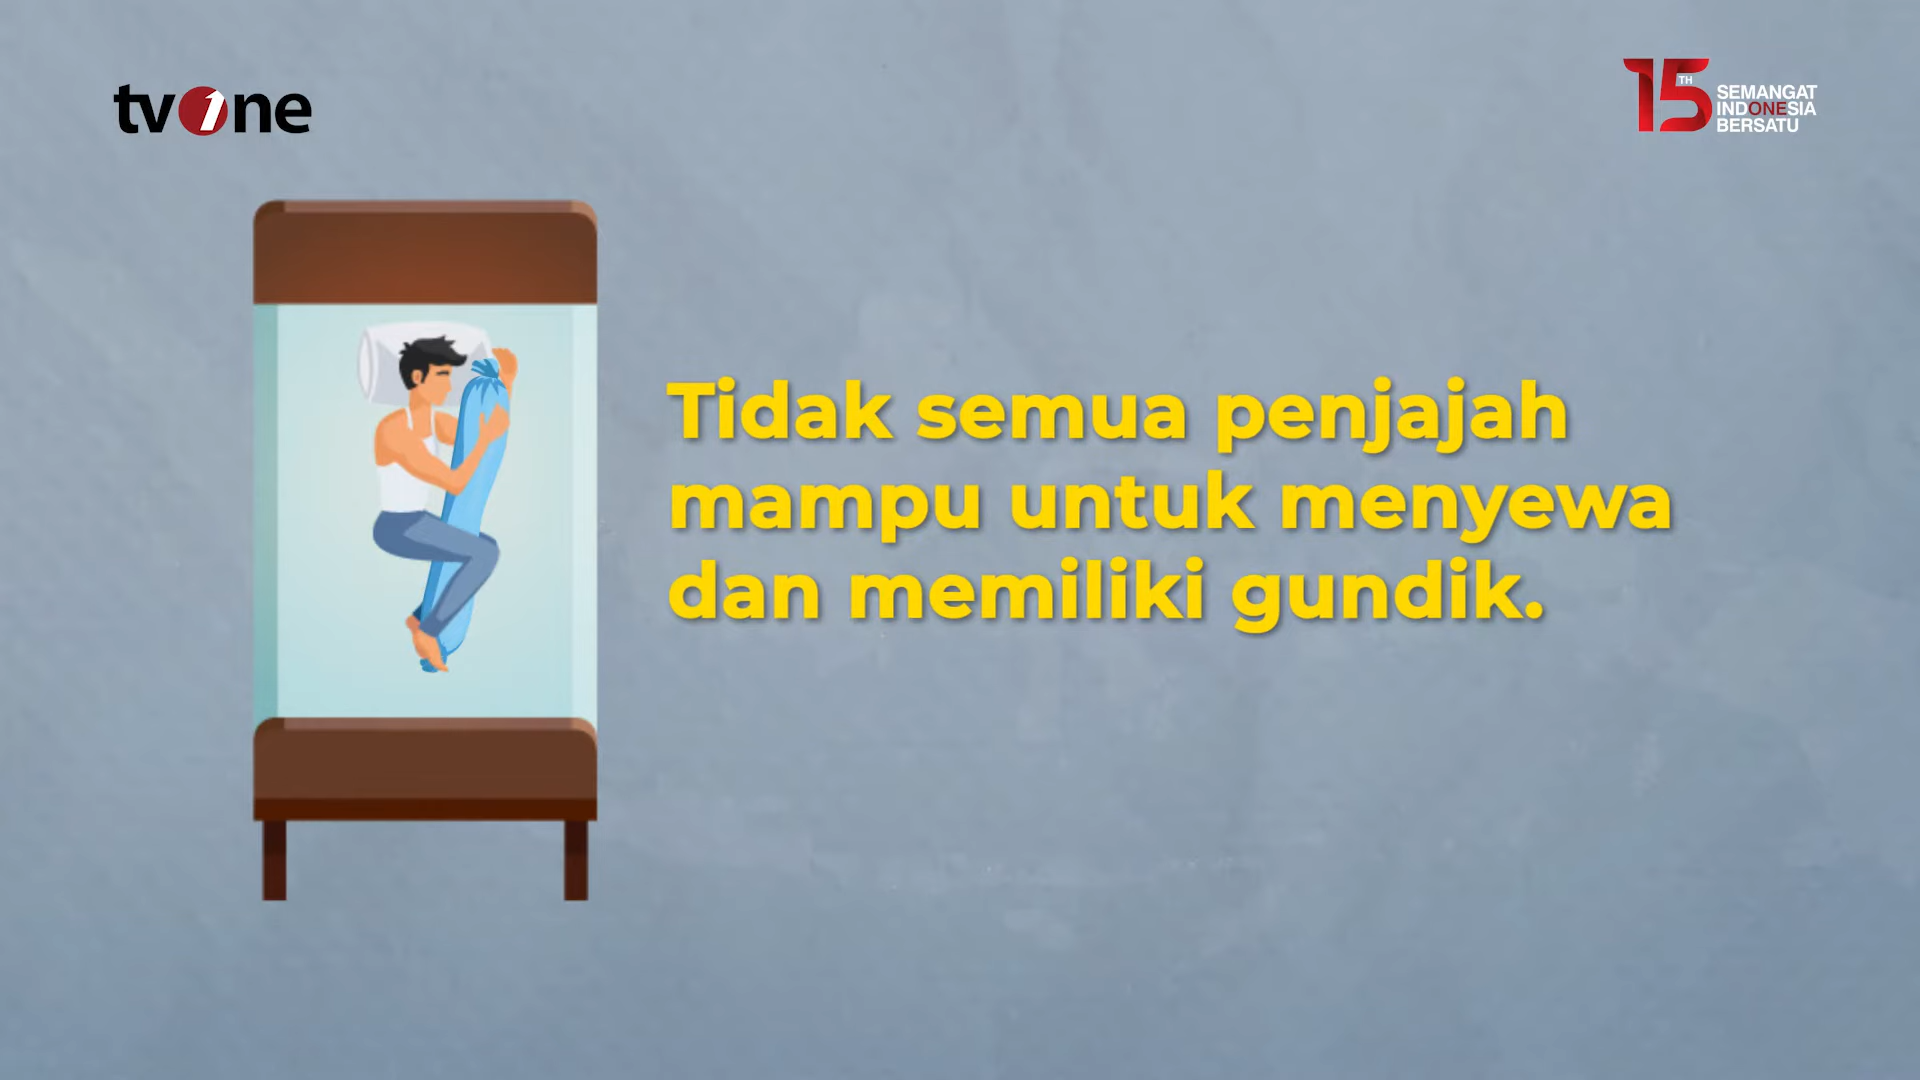 tvOne
15TH
SEMANGAT
INDONESIA
BERSATU
Tidak semua penjajah
mampu untuk menyewa
dan memiliki gundik.